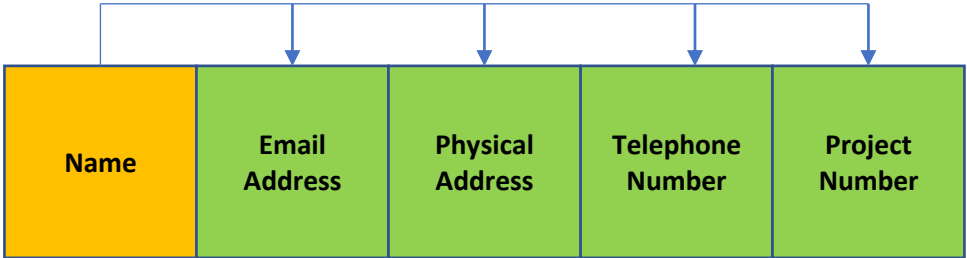 Name
Email
Address
Physical
Address
Telephone
Number
Project
Number